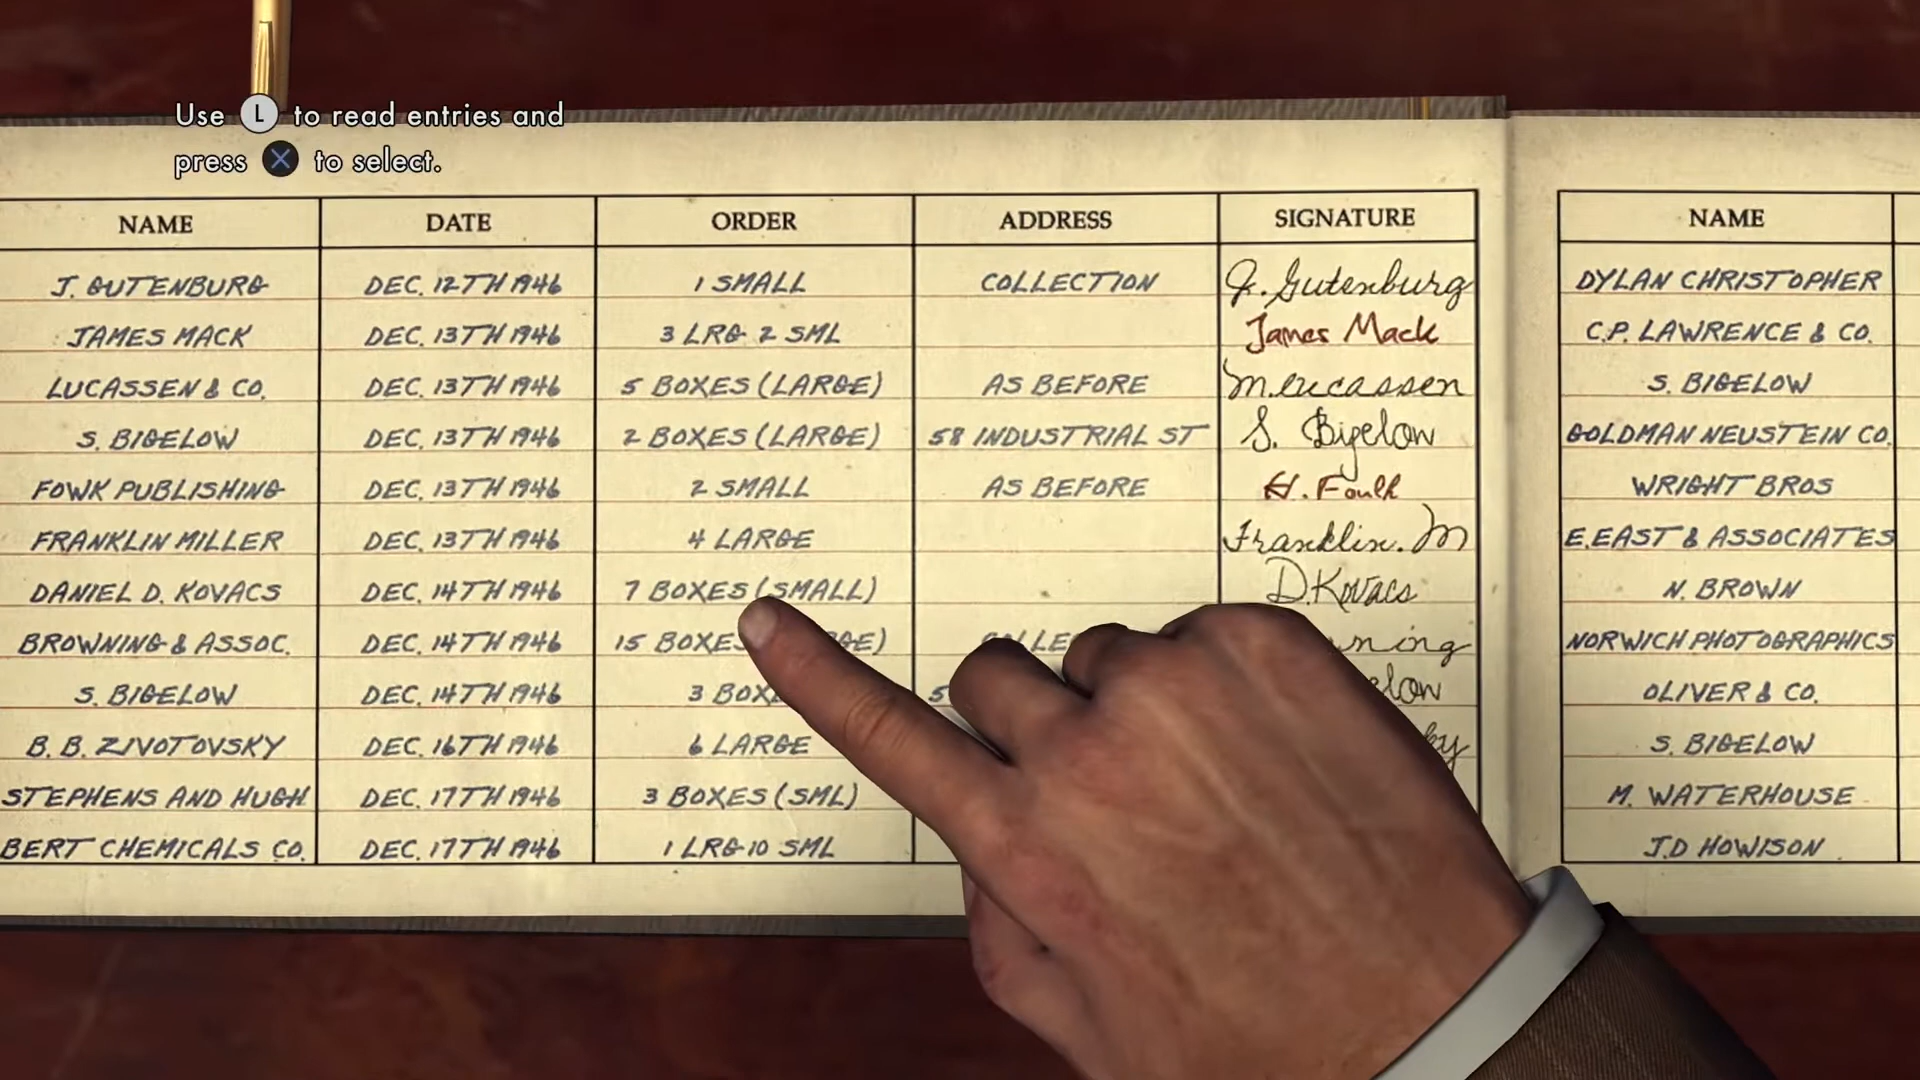 Use L to read entries and
press X to select.
NAME DATE ORDER ADDRESS SIGNATURE NAME
J. GUTENBURG DEC. 12TH 1946 1 SMALL COLLECTION J. Gutenburg DYLAN CHRISTOPHER
JAMES MACK DEC. 13TH 1946 3 LRG 2 SML James Mack C.P. LAWRENCE & CO.
LUCASSEN & CO. DEC. 13TH 1946 5 BOXES (LARGE) AS BEFORE S. BIGELOW
S. BIGELOW DEC. 13TH 1946 2 BOXES (LARGE) 58 INDUSTRIAL ST S. Bigelow GOLDMAN NEUSTEIN CO.
FOWK PUBLISHING DEC. 13TH 1946 2 SMALL AS BEFORE WRIGHT BROS
FRANKLIN MILLER DEC. 13TH 1946 4 LARGE Franklin. M E.EAST & ASSOCIATES
DANIEL D. KOVACS DEC. 14TH 1946 7 BOXES (SMALL) D.Kovacs N. BROWN
BROWNING & ASSOC. DEC. 14TH 1946 15 BOXES NORWICH PHOTOGRAPHICS
S. BIGELOW DEC. 14TH 1946 3 OLIVER & CO.
B. B. ZIVOTOVSKY DEC. 16TH 1946 6 LARGE S. BIGELOW
STEPHENS AND HUGH DEC. 17TH 1946 3 BOXES (SML) M. WATERHOUSE
BERT CHEMICALS CO. DEC. 17TH 1946 1 LRG 10 SML J.D HOWISON